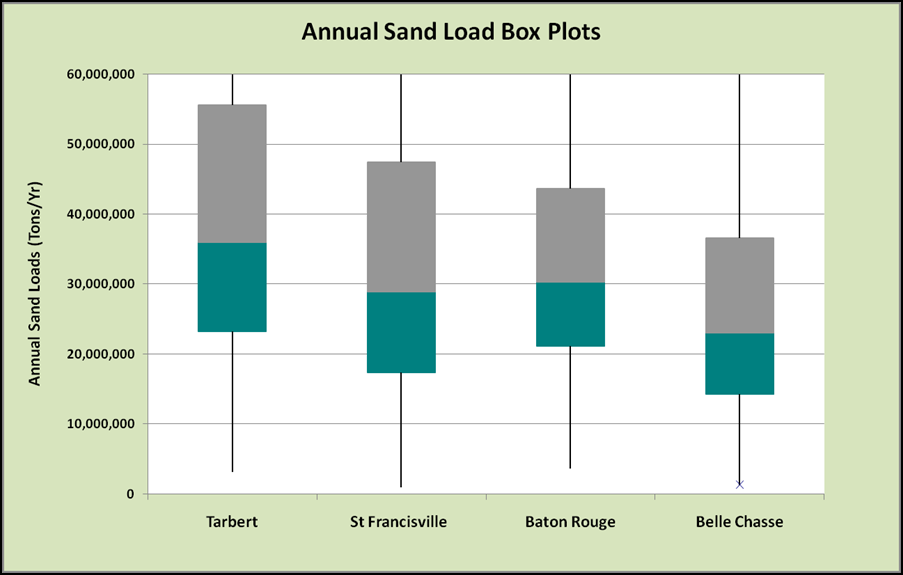 Annual Sand Load Box Plots
Annual Sand Loads (Tons/Yr)
60,000,000
50,000,000
40,000,000
30,000,000
20,000,000
10,000,000
0
Tarbert St Francisville Baton Rouge Belle Chasse